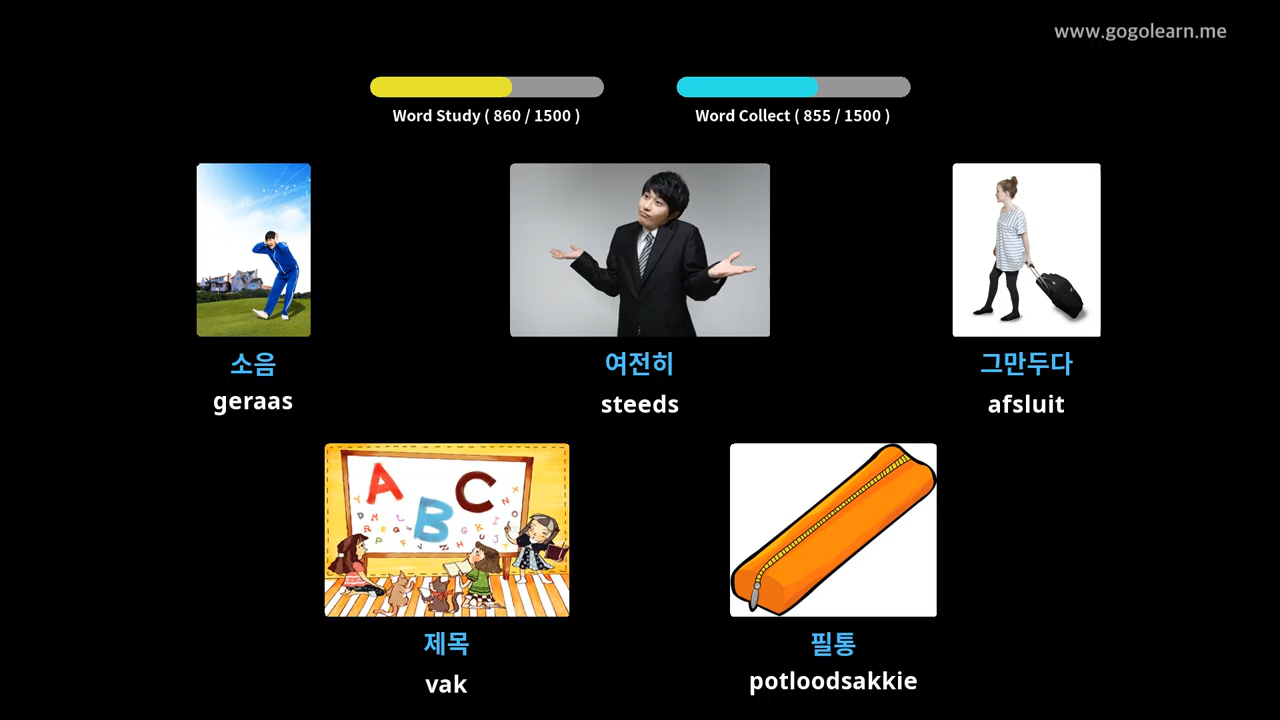 www.gogolearn.me
Word Study ( 860 / 1500 )
Word Collect ( 855 / 1500 )
소음
여전히
그만두다
geraas
steeds
afsluit
A B C
제목
필통
vak
potloodsakkie